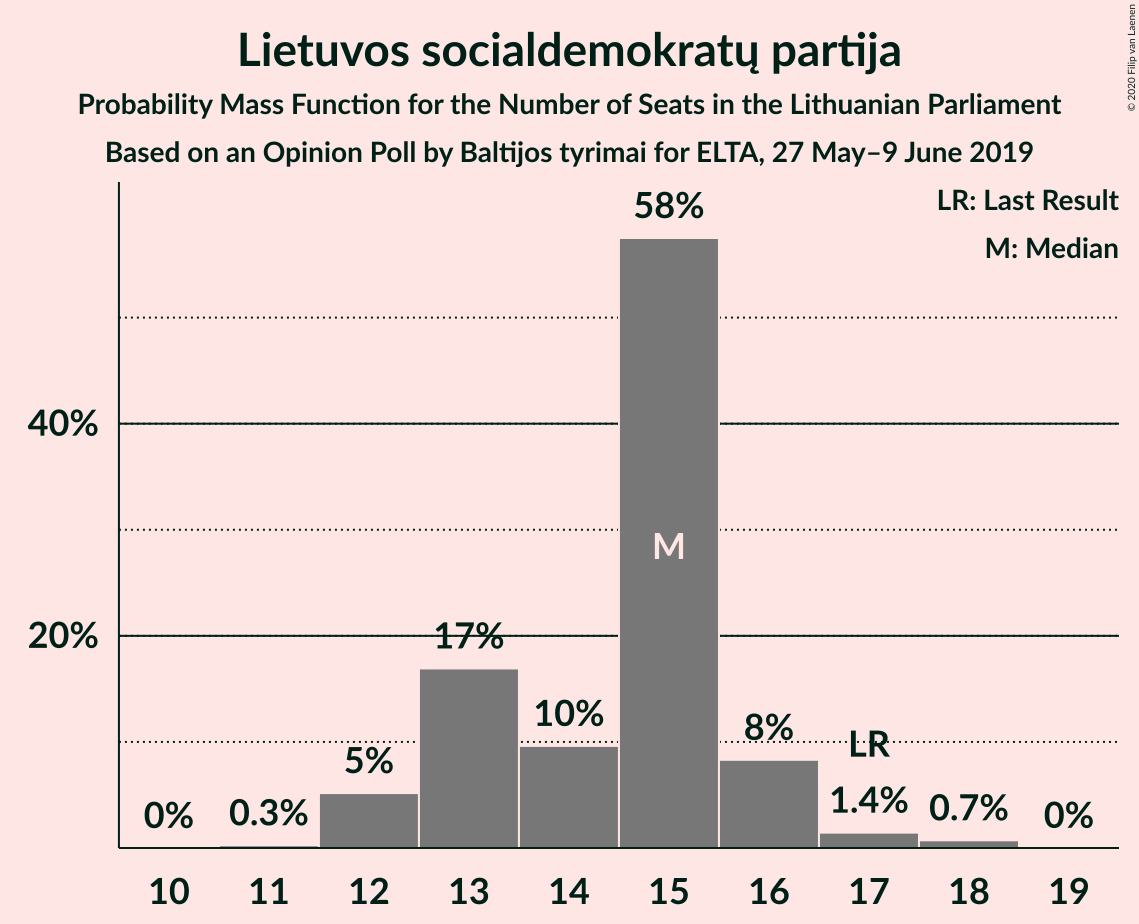 Lietuvos socialdemokratų partija
Probability Mass Function for the Number of Seats in the Lithuanian Parliament
Based on an Opinion Poll by Baltijos tyrimai for ELTA, 27 May–9 June 2019
© 2020 Filip van Laenen
LR: Last Result
M: Median
58%
40%
M
20%
17%
10%
8%
LR
5%
0%
0.3%
1.4%
0.7%
0%
10 11 12 13 14 15 16 17 18 19